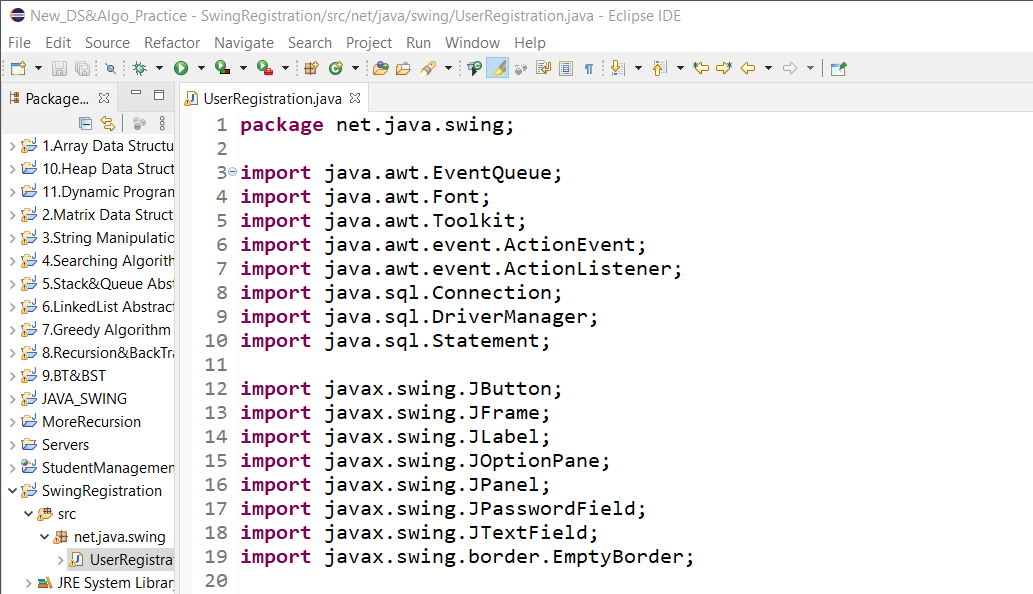 New_DS&Algo_Practice - SwingRegistration/src/net/java/swing/UserRegistration.java - Eclipse IDE
File Edit Source Refactor Navigate Search Project Run Window Help
Package...
1.Array Data Structu
10.Heap Data Struct
11.Dynamic Program
2.Matrix Data Struct
3.String Manipulatic
4.Searching Algorith
5.Stack&Queue Abst
6.LinkedList Abstract
7.Greedy Algorithm
8.Recursion&BackTra
9.BT&BST
JAVA_SWING
MoreRecursion
Servers
StudentManagemen
SwingRegistration
src
net.java.swing
UserRegistra
JRE System Library
UserRegistration.java
1 package net.java.swing;
2
3 import java.awt.EventQueue;
4 import java.awt.Font;
5 import java.awt.Toolkit;
6 import java.awt.event.ActionEvent;
7 import java.awt.event.ActionListener;
8 import java.sql.Connection;
9 import java.sql.DriverManager;
10 import java.sql.Statement;
11
12 import javax.swing.JButton;
13 import javax.swing.JFrame;
14 import javax.swing.JLabel;
15 import javax.swing.JOptionPane;
16 import javax.swing.JPanel;
17 import javax.swing.JPasswordField;
18 import javax.swing.JTextField;
19 import javax.swing.border.EmptyBorder;
20